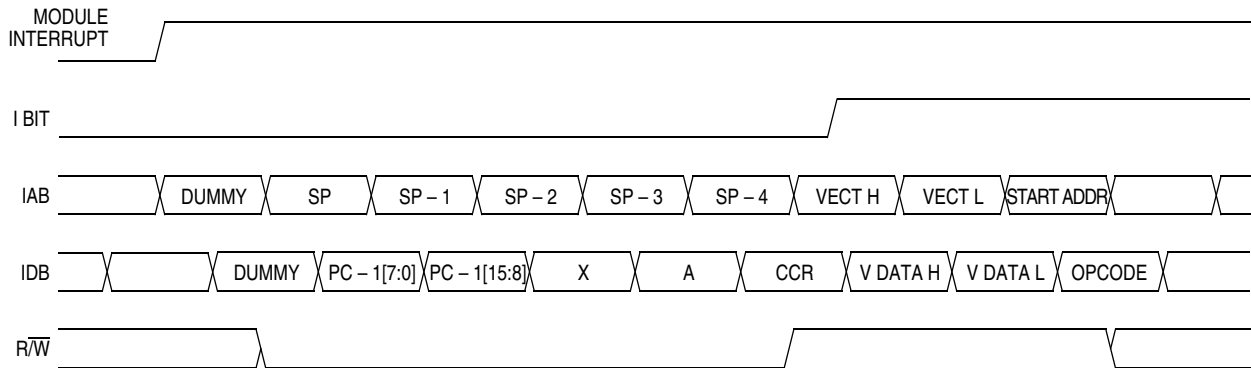 MODULE
INTERRUPT
I BIT
IAB DUMMY SP SP – 1 SP – 2 SP – 3 SP – 4 VECT H VECT L START ADDR
IDB DUMMY PC – 1[7:0] PC – 1[15:8] X A CCR V DATA H V DATA L OPCODE
R/W